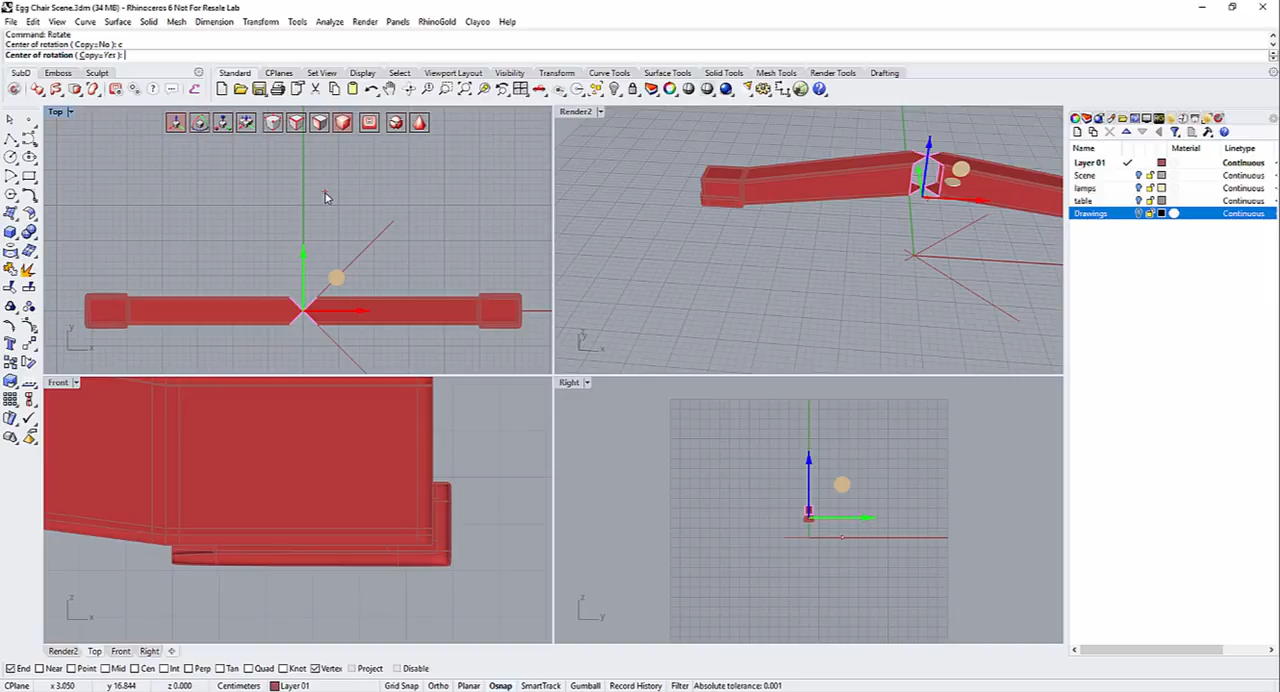 Egg Chair Scene.3dm (34 MB) - Rhinoceros 6 Not For Resale Lab
File Edit View Curve Surface Solid Mesh Dimension Transform Tools Analyze Render Panels RhinoGold Clayoo Help
Command: Rotate
Center of rotation ( Copy=No ): c
Center of rotation ( Copy=Yes ):
SubD Emboss Sculpt Standard CPlanes Set View Display Select Viewport Layout Visibility Transform Curve Tools Surface Tools Solid Tools Mesh Tools Render Tools Drafting
Top
Render2
Name Material Linetype
Layer 01 Continuous
Scene Continuous
lamps Continuous
table Continuous
Drawings Continuous
y
x
x
Front
Right
z
x
z
y
Render2 Top Front Right
End Near Point Mid Cen Int Perp Tan Quad Knot Vertex Project Disable
CPlane x 3.050 y 16.844 z 0.000 Centimeters Layer 01 Grid Snap Ortho Planar Osnap SmartTrack Gumball Record History Filter Absolute tolerance: 0.001